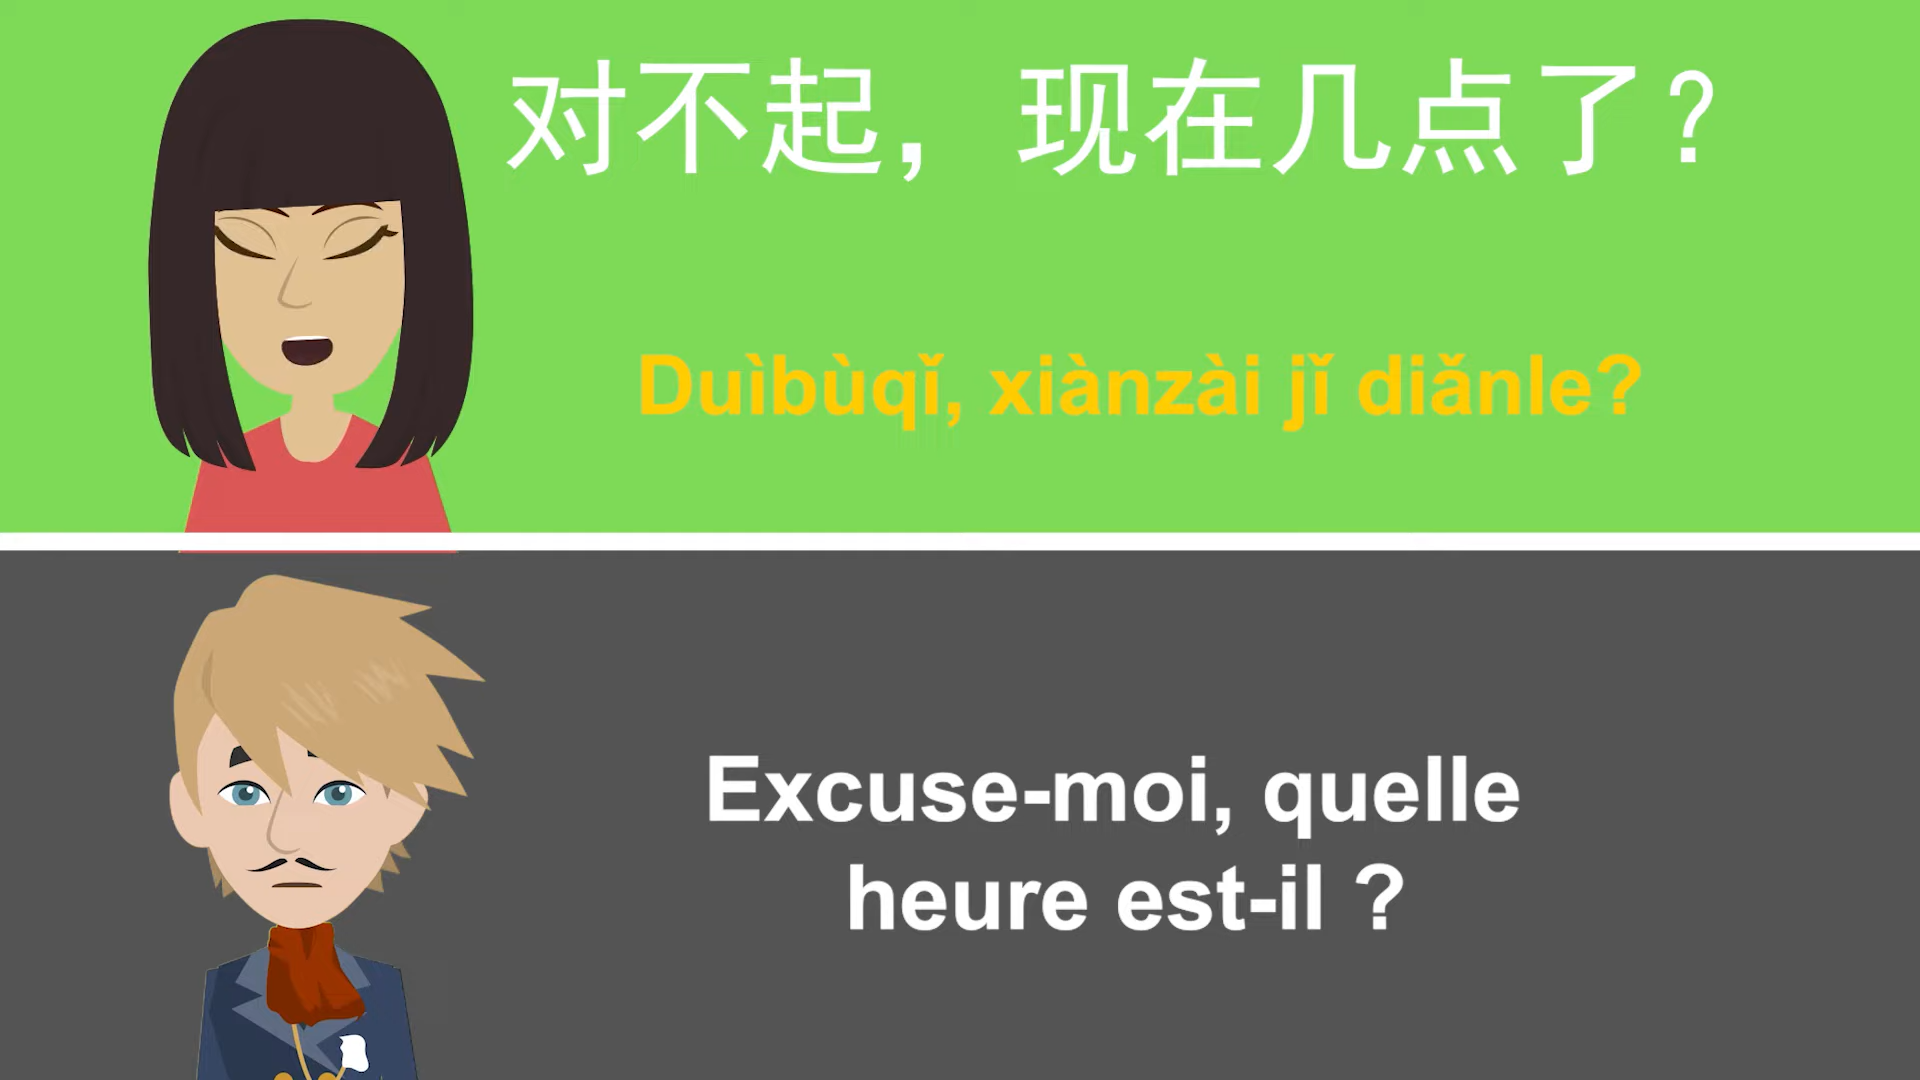 对不起，现在几点了？
Duìbùqǐ, xiànzài jǐ diǎnle?
Excuse-moi, quelle
heure est-il ?